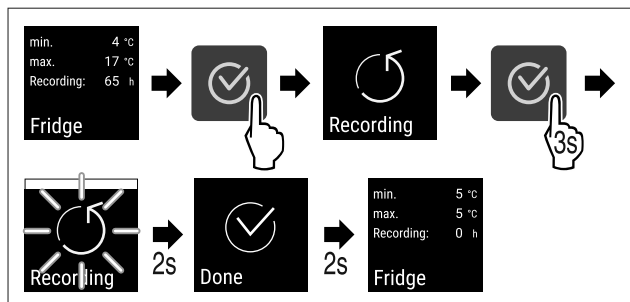 min. 4 °C
max. 17 °C
Recording: 65 h
Fridge
Recording
3s
Recording
2s
Done
2s
min. 5 °C
max. 5 °C
Recording: 0 h
Fridge